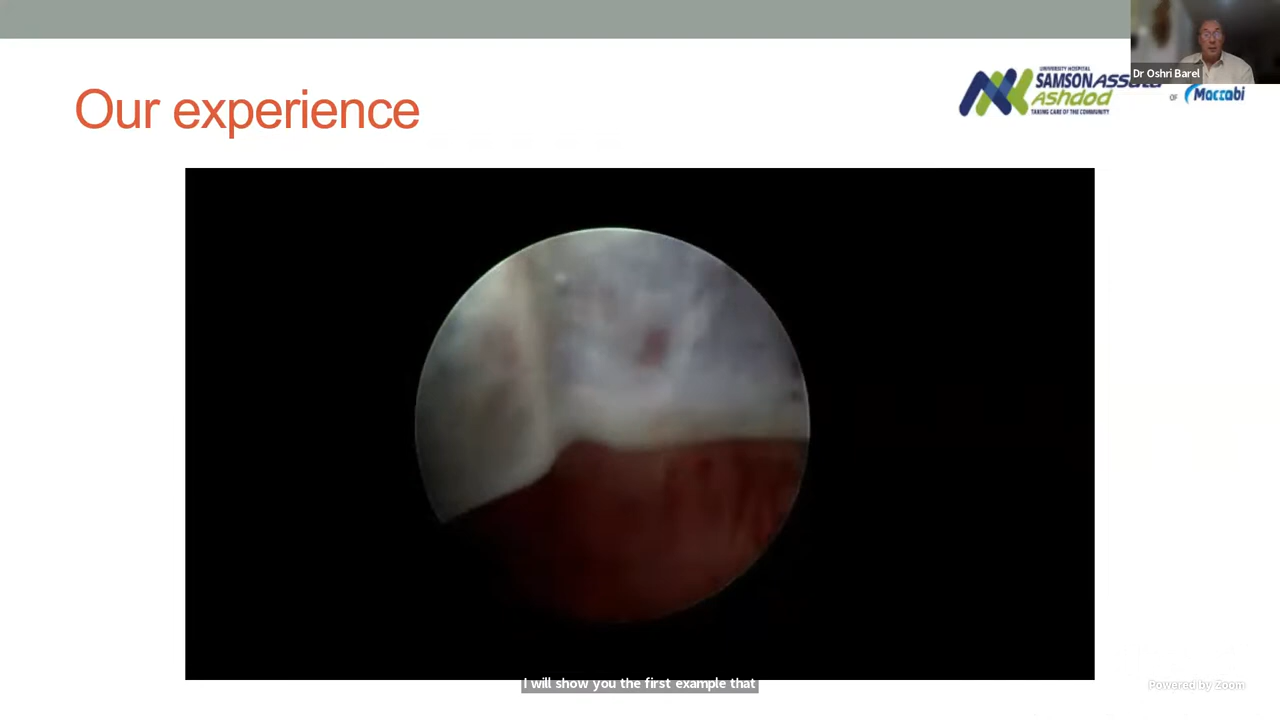 Our experience
UNIVERSITY HOSPITAL
SAMSON Assuta
Ashdod
TAKING CARE OF THE COMMUNITY
OF Maccabi
Dr Oshri Barel
I will show you the first example that
Powered by Zoom